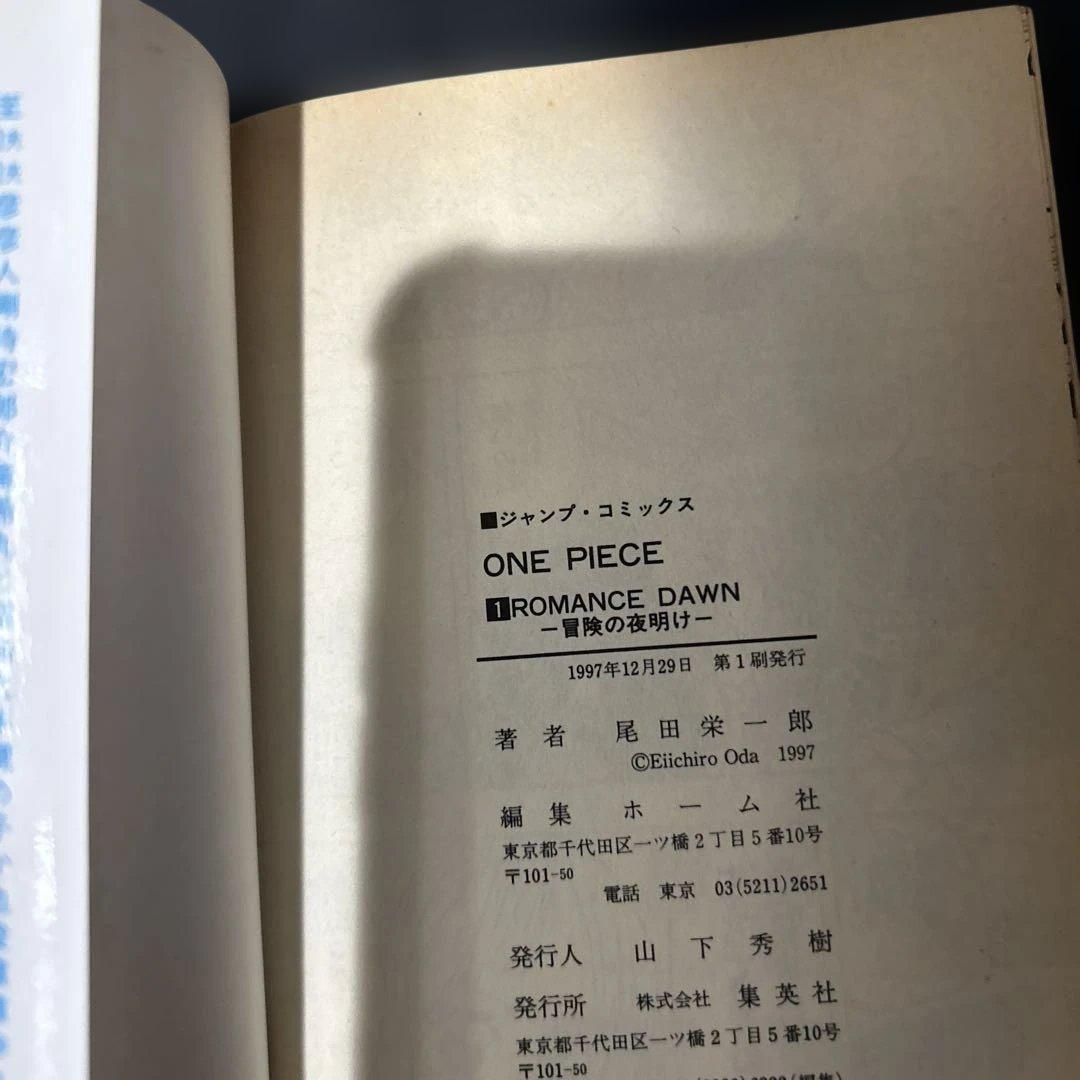 ■ジャンプ・コミックス
ONE PIECE
1 ROMANCE DAWN
―冒険の夜明け―
1997年12月29日 第1刷発行
著者 尾田栄一郎
©Eiichiro Oda 1997
編集 ホーム社
東京都千代田区一ツ橋2丁目5番10号
〒101-50
電話 東京 03(5211)2651
発行人 山下秀樹
発行所 株式会社 集英社
東京都千代田区一ツ橋2丁目5番10号
〒101-50